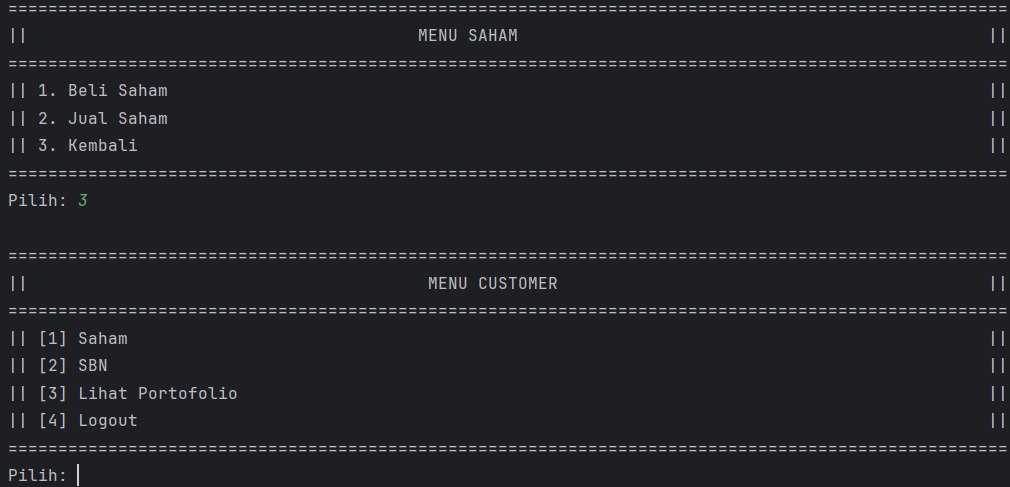 ====================================================================================================
||                                       MENU SAHAM                                               ||
====================================================================================================
|| 1. Beli Saham                                                                                  ||
|| 2. Jual Saham                                                                                  ||
|| 3. Kembali                                                                                     ||
====================================================================================================
Pilih: 3

====================================================================================================
||                                        MENU CUSTOMER                                           ||
====================================================================================================
|| [1] Saham                                                                                      ||
|| [2] SBN                                                                                        ||
|| [3] Lihat Portofolio                                                                           ||
|| [4] Logout                                                                                     ||
====================================================================================================
Pilih: